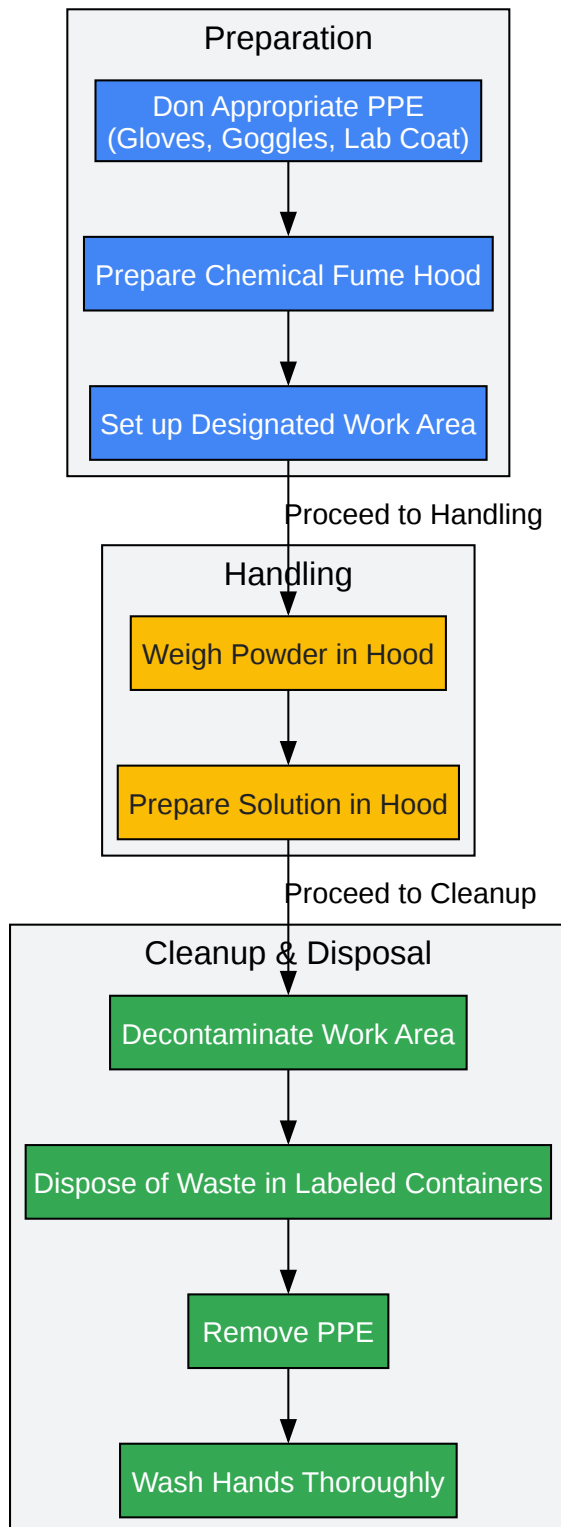 Preparation
Don Appropriate PPE
(Gloves, Goggles, Lab Coat)
Prepare Chemical Fume Hood
Set up Designated Work Area
Proceed to Handling
Handling
Weigh Powder in Hood
Prepare Solution in Hood
Proceed to Cleanup
Cleanup & Disposal
Decontaminate Work Area
Dispose of Waste in Labeled Containers
Remove PPE
Wash Hands Thoroughly